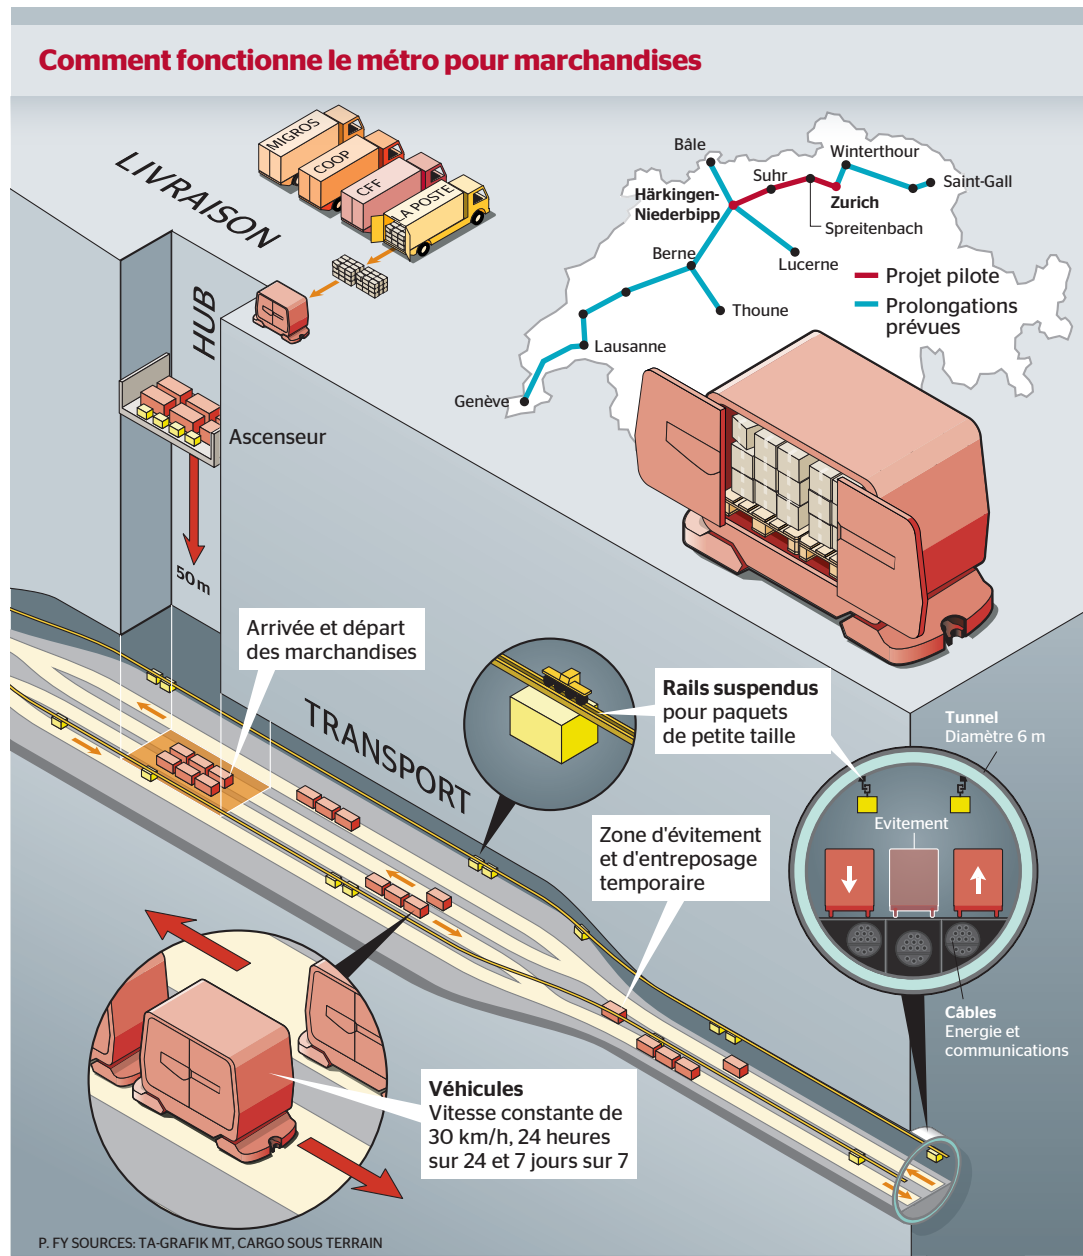 Comment fonctionne le métro pour marchandises
LIVRAISON
MIGROS
COOP
CFF
LA POSTE
HUB
Ascenseur
50 m
Bâle
Winterthour
Suhr
Saint-Gall
Härkingen-
Niederbipp
Zurich
Spreitenbach
Berne
Lucerne
Projet pilote
Prolongations
prévues
Thoune
Lausanne
Genève
Arrivée et départ
des marchandises
TRANSPORT
Rails suspendus
pour paquets
de petite taille
Tunnel
Diamètre 6 m
Evitement
Zone d'évitement
et d'entreposage
temporaire
Câbles
Energie et
communications
Véhicules
Vitesse constante de
30 km/h, 24 heures
sur 24 et 7 jours sur 7
P. FY SOURCES: TA-GRAFIK MT, CARGO SOUS TERRAIN